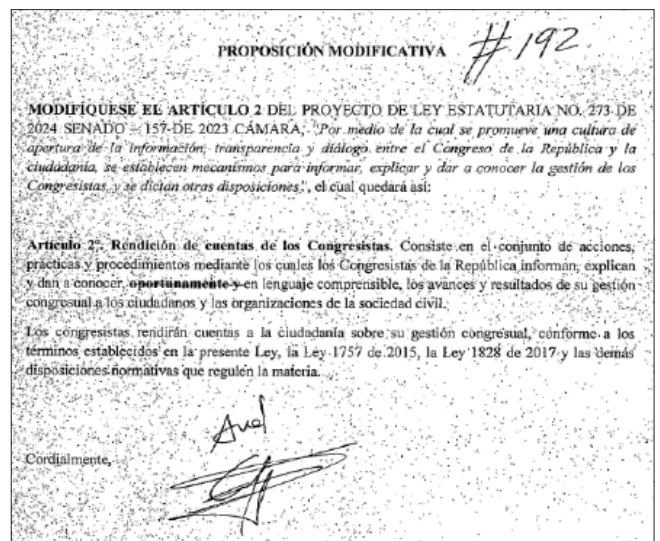 PROPOSICIÓN MODIFICATIVA #192
MODIFÍQUESE EL ARTÍCULO 2 DEL PROYECTO DE LEY ESTATUTARIA NO. 273 DE
2024 SENADO – 157 DE 2023 CÁMARA, "Por medio de la cual se promueve una cultura de
apertura de la información, transparencia y diálogo entre el Congreso de la República y la
ciudadanía, se establecen mecanismos para informar, explicar y dar a conocer la gestión de los
Congresistas, y se dictan otras disposiciones", el cual quedará así:
Artículo 2°. Rendición de cuentas de los Congresistas. Consiste en el conjunto de acciones,
prácticas y procedimientos mediante los cuales los Congresistas de la República informan, explican
y dan a conocer, oportunamente y en lenguaje comprensible, los avances y resultados de su gestión
congresual a los ciudadanos y las organizaciones de la sociedad civil.
Los congresistas rendirán cuentas a la ciudadanía sobre su gestión congresual, conforme a los
términos establecidos en la presente Ley, la Ley 1757 de 2015, la Ley 1828 de 2017 y las demás
disposiciones normativas que regulen la materia.
Cordialmente,